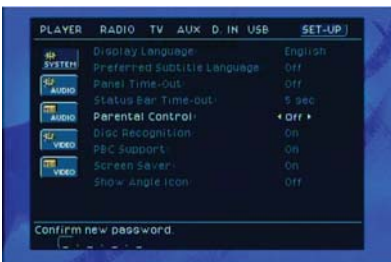 PLAYER RADIO TV AUX D. IN USB SET-UP
Display Language: English
Preferred Subtitle Language Off
Panel Time-Out: Off
Status Bar Time-out: 5 sec
Parental Control: Off
Disc Recognition: On
PBC Support: On
Screen Saver: On
Show Angle Icon: Off
SYSTEM
AUDIO
AUDIO
VIDEO
VIDEO
Confirm new password.
_ . _ . _ . _